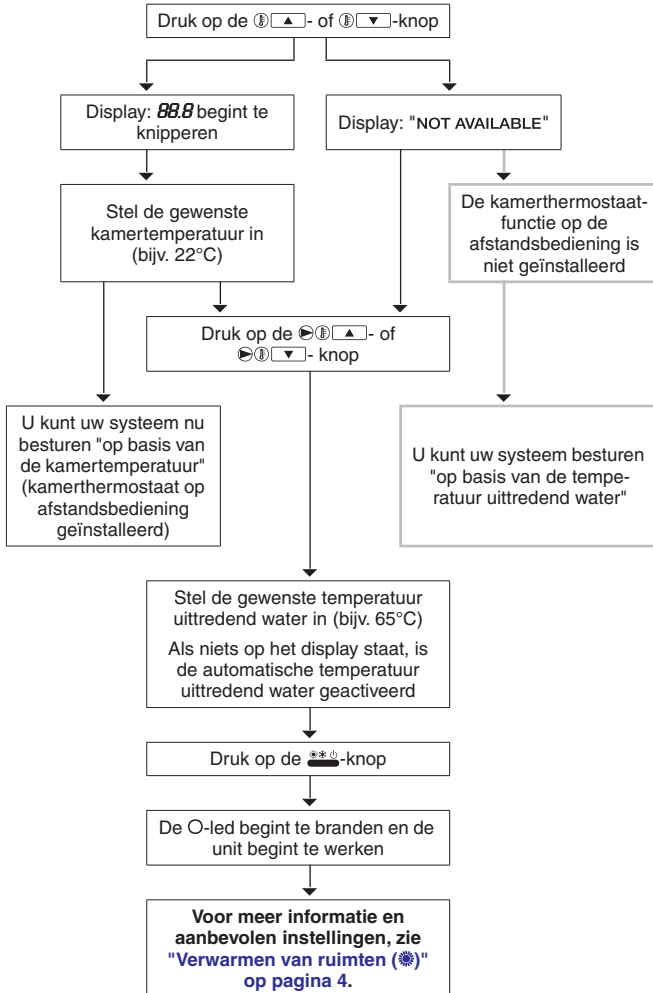 Druk op de ▲ - of ▼ -knop
Display: 88.8 begint te
knipperen
Display: "NOT AVAILABLE"
Stel de gewenste
kamertemperatuur in
(bijv. 22°C)
De kamerthermostaat-
functie op de
afstandsbediening is
niet geïnstalleerd
Druk op de ▲ - of
▼ - knop
U kunt uw systeem nu
besturen "op basis van
de kamertemperatuur"
(kamerthermostaat op
afstandsbediening
geïnstalleerd)
U kunt uw systeem besturen
"op basis van de tempe-
ratuur uittredend water"
Stel de gewenste temperatuur
uittredend water in (bijv. 65°C)
Als niets op het display staat, is
de automatische temperatuur
uittredend water geactiveerd
Druk op de -knop
De O-led begint te branden en de
unit begint te werken
Voor meer informatie en
aanbevolen instellingen, zie
"Verwarmen van ruimten (☀)"
op pagina 4.